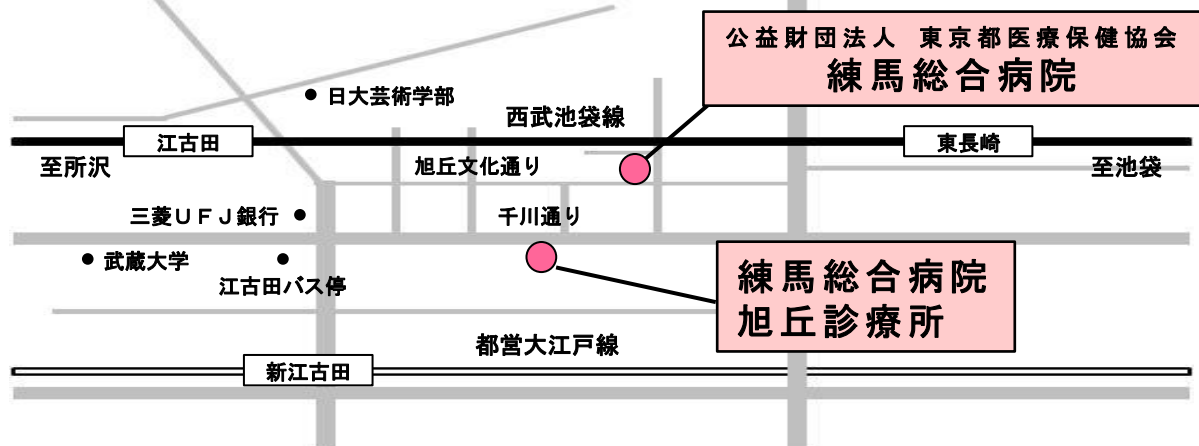 公益財団法人 東京都医療保健協会
練馬総合病院
日大芸術学部
西武池袋線
江古田
東長崎
至所沢
旭丘文化通り
至池袋
三菱ＵＦＪ銀行
千川通り
武蔵大学
江古田バス停
練馬総合病院
旭丘診療所
都営大江戸線
新江古田